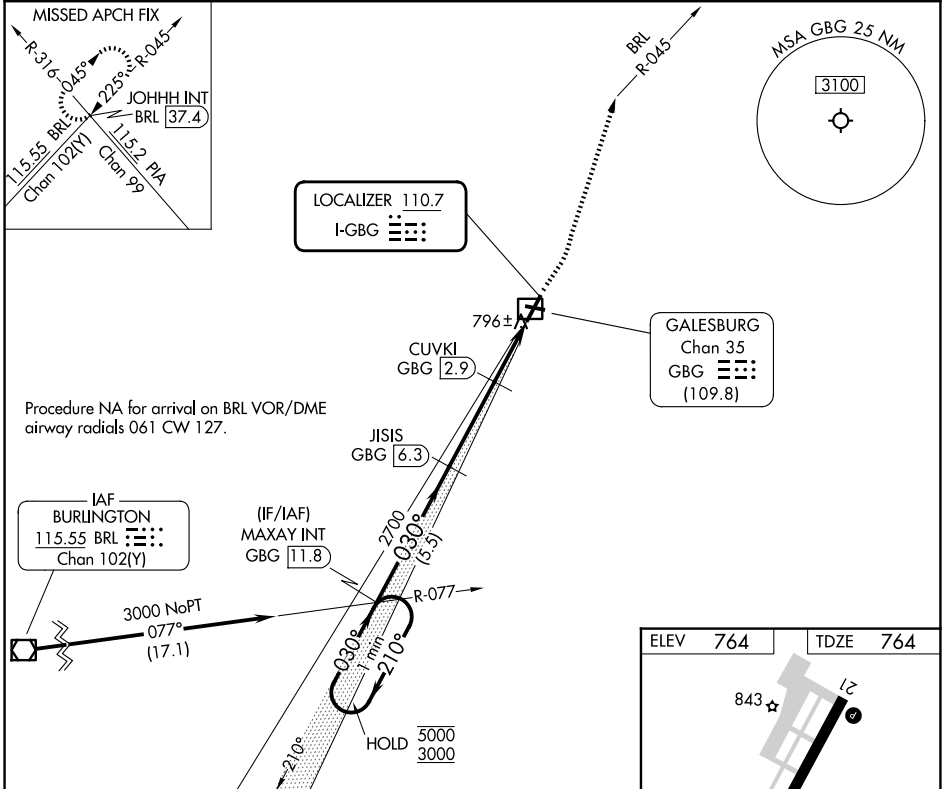 MISSED APCH FIX
R-316
045°
225°
R-045
JOHHH INT
BRL 37.4
115.55 BRL
Chan 102(Y)
115.2 PIA
Chan 99
BRL
R-045
MSA GBG 25 NM
3100
LOCALIZER 110.7
I-GBG
796±
GALESBURG
Chan 35
GBG
(109.8)
CUVKI
GBG 2.9
Procedure NA for arrival on BRL VOR/DME
airway radials 061 CW 127.
JISIS
GBG 6.3
IAF
BURLINGTON
115.55 BRL
Chan 102(Y)
(IF/IAF)
MAXAY INT
GBG 11.8
2700
030°
(5.5)
3000 NoPT
077°
(17.1)
R-077
030°
1 min
210°
HOLD 5000
3000
210°
ELEV 764
TDZE 764
843
21
P